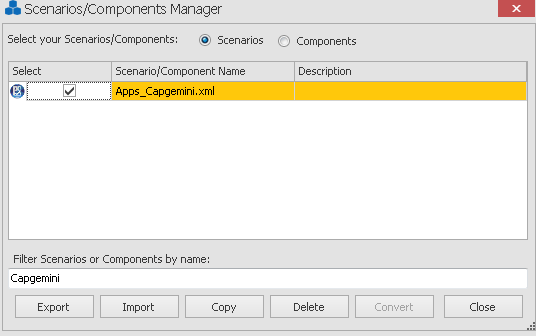 Scenarios/Components Manager
Select your Scenarios/Components: Scenarios Components
Select Scenario/Component Name Description
Apps_Capgemini.xml
Filter Scenarios or Components by name:
Capgemini
Export Import Copy Delete Convert Close